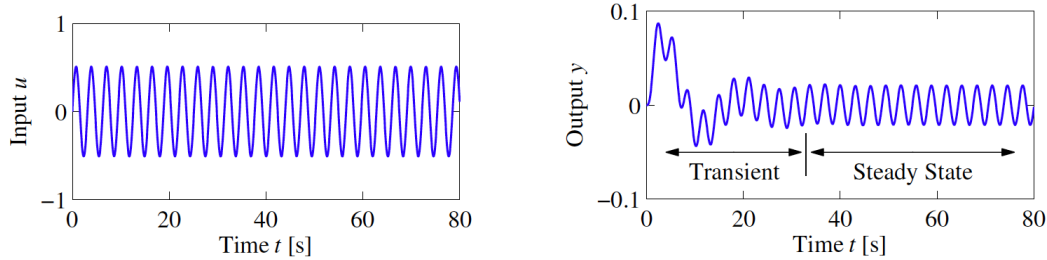 1
0
−1
Input u
0 20 40 60 80
Time t [s]
0.1
0
−0.1
Output y
Transient
Steady State
0 20 40 60 80
Time t [s]